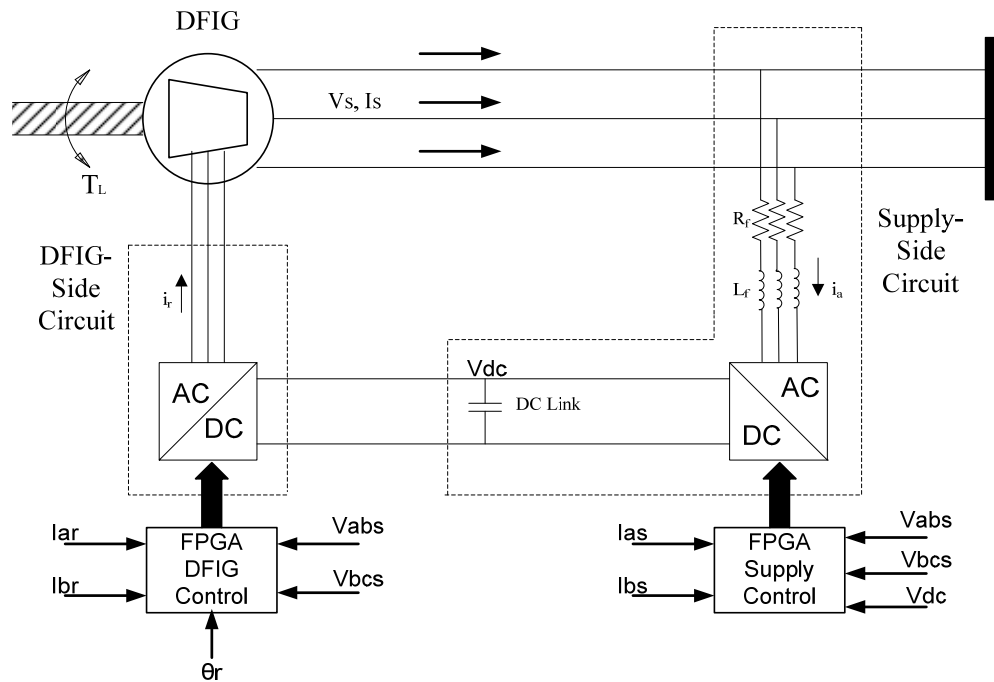 DFIG
Vs, Is
TL
DFIG-
Side
Circuit
ir
Rf
Lf
ia
Supply-
Side
Circuit
Vdc
DC Link
AC
DC
AC
DC
Iar
Ibr
FPGA
DFIG
Control
Vabs
Vbcs
θr
Ias
Ibs
FPGA
Supply
Control
Vabs
Vbcs
Vdc